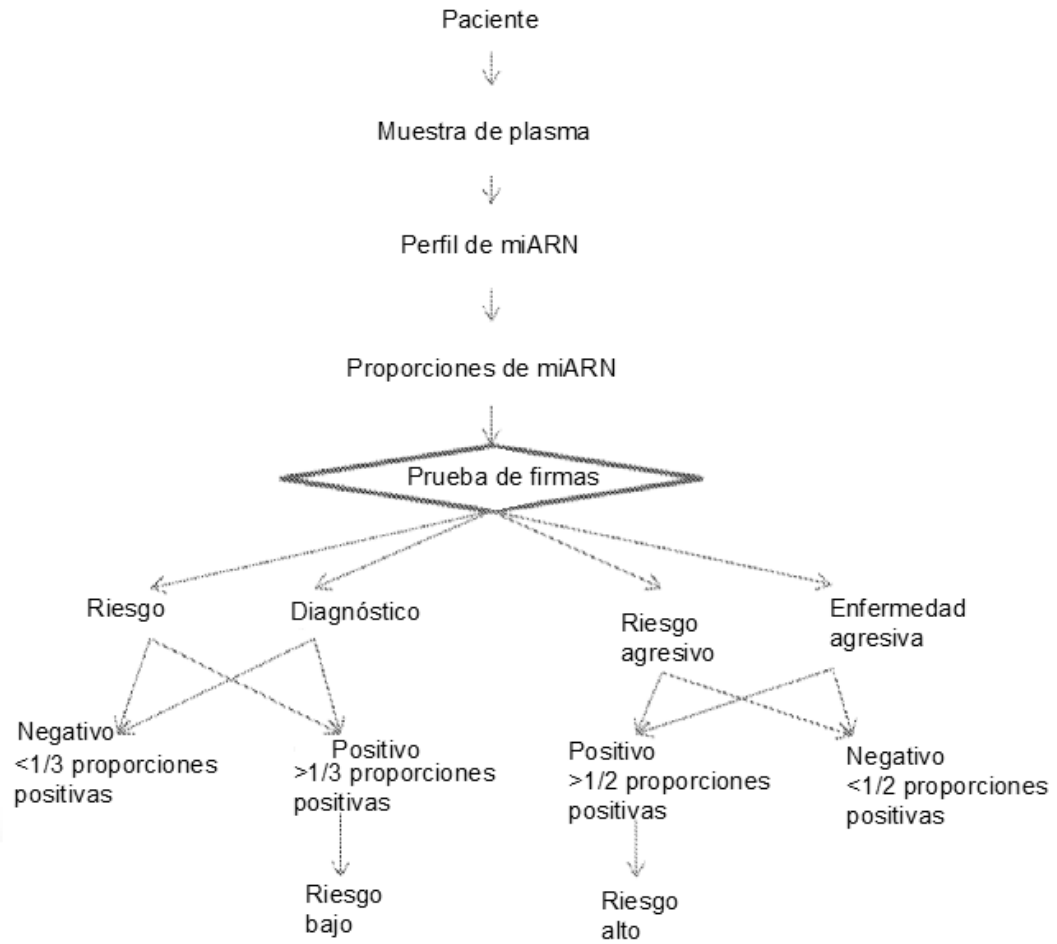 Paciente
Muestra de plasma
Perfil de miARN
Proporciones de miARN
Prueba de firmas
Riesgo
Diagnóstico
Riesgo
agresivo
Enfermedad
agresiva
Negativo
<1/3 proporciones
positivas
Positivo
>1/3 proporciones
positivas
Positivo
>1/2 proporciones
positivas
Negativo
<1/2 proporciones
positivas
Riesgo
bajo
Riesgo
alto